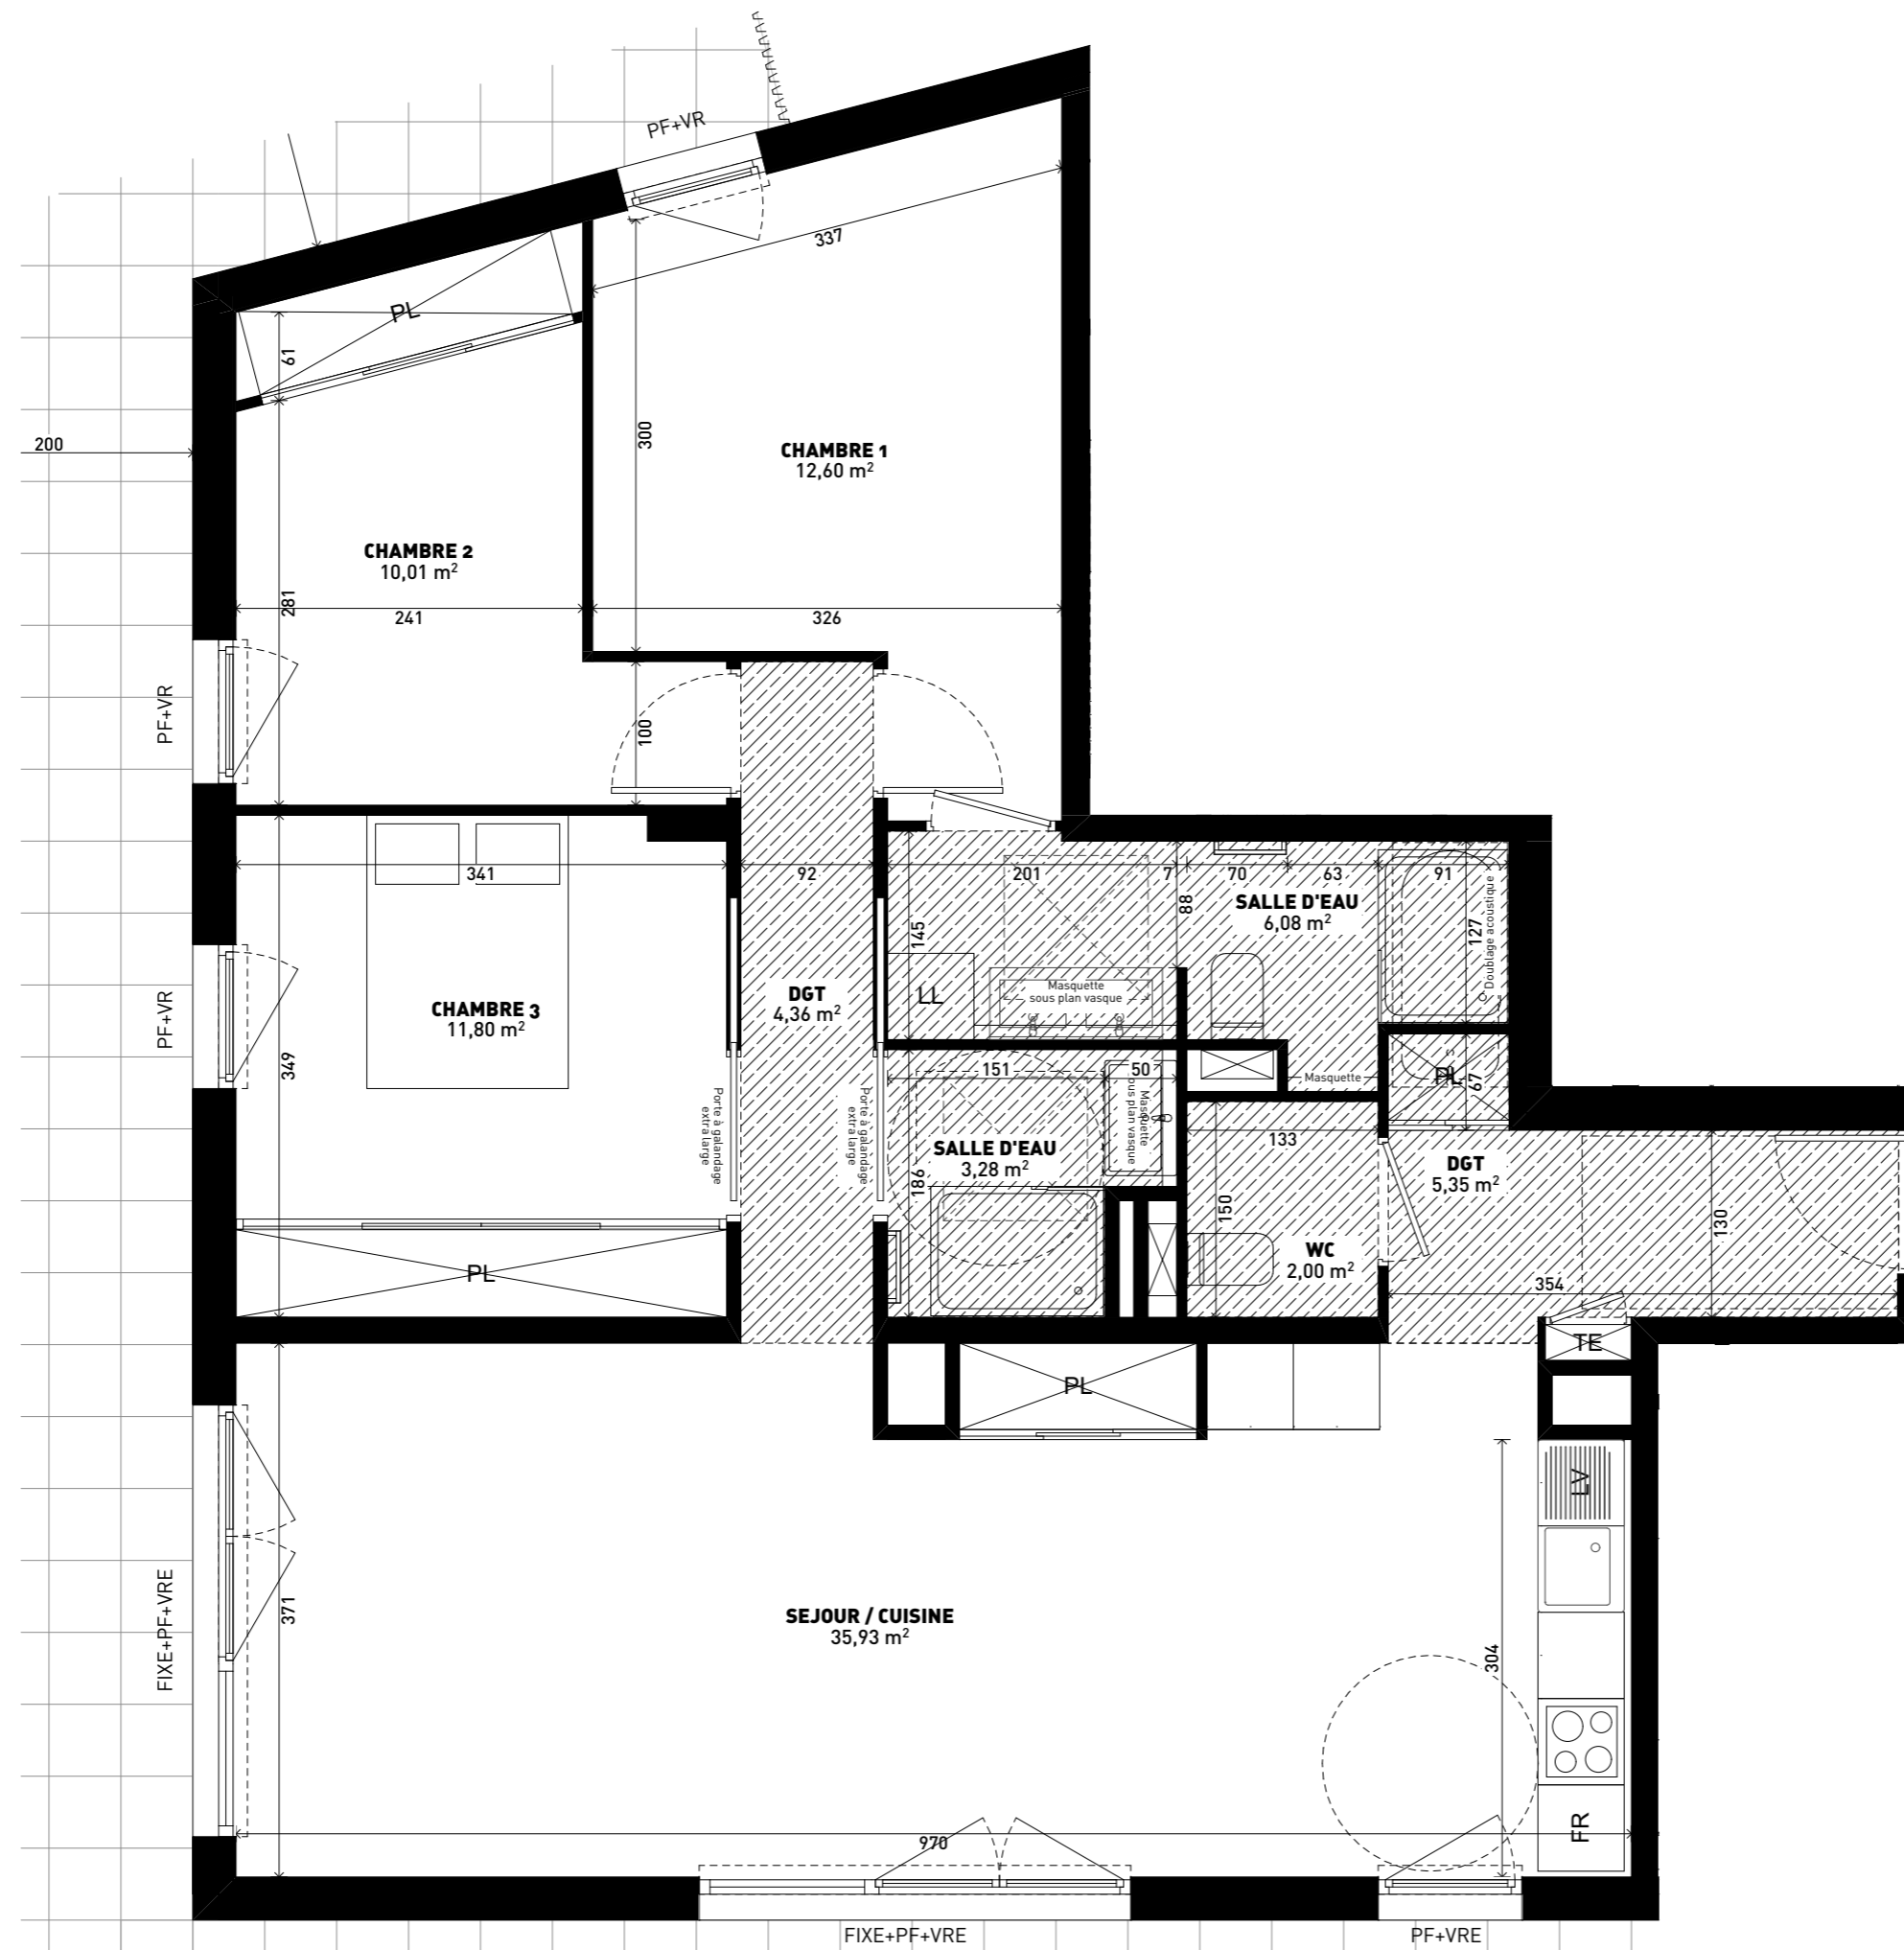 PF+VR
337
PL
61
300
200
CHAMBRE 1
12,60 m²
CHAMBRE 2
10,01 m²
281
241
326
PF+VR
100
341
92
201
7
70
63
91
88
SALLE D'EAU
6,08 m²
145
127
Doublage acoustique
CHAMBRE 3
11,80 m²
DGT
4,36 m²
LL
Masquette
sous plan vasque
PF+VR
349
151
50
Masquette
PL
67
Porte à galandage
extra large
Porte à galandage
extra large
Masquette
sous plan vasque
133
SALLE D'EAU
3,28 m²
186
DGT
5,35 m²
150
130
WC
2,00 m²
PL
354
TE
PL
LV
FIXE+PF+VRE
371
SEJOUR / CUISINE
35,93 m²
304
FR
970
FIXE+PF+VRE
PF+VRE